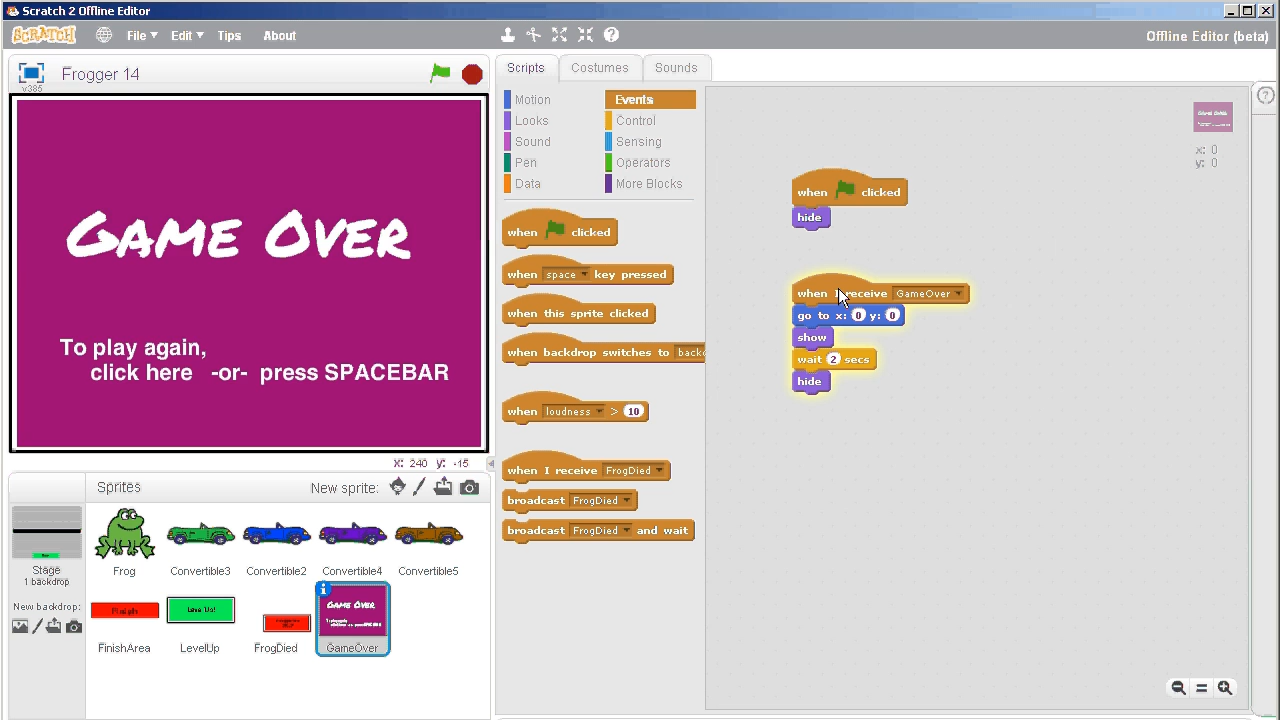 Scratch 2 Offline Editor
SCRATCH File Edit Tips About Offline Editor (beta)
Frogger 14
v385
Scripts Costumes Sounds
Motion Events
Looks Control
Sound Sensing
Pen Operators
Data More Blocks
when clicked
when space key pressed
when this sprite clicked
when backdrop switches to
when loudness > 10
when I receive FrogDied
broadcast FrogDied
broadcast FrogDied and wait
GAME OVER
To play again,
click here -or- press SPACEBAR
x: 240 y: -15
when clicked
hide
when I receive GameOver
go to x: 0 y: 0
show
wait 2 secs
hide
x: 0
y: 0
Sprites New sprite:
Stage
1 backdrop
New backdrop:
Frog Convertible3 Convertible2 Convertible4 Convertible5
Level Up!
GAME OVER
FinishArea LevelUp FrogDied GameOver